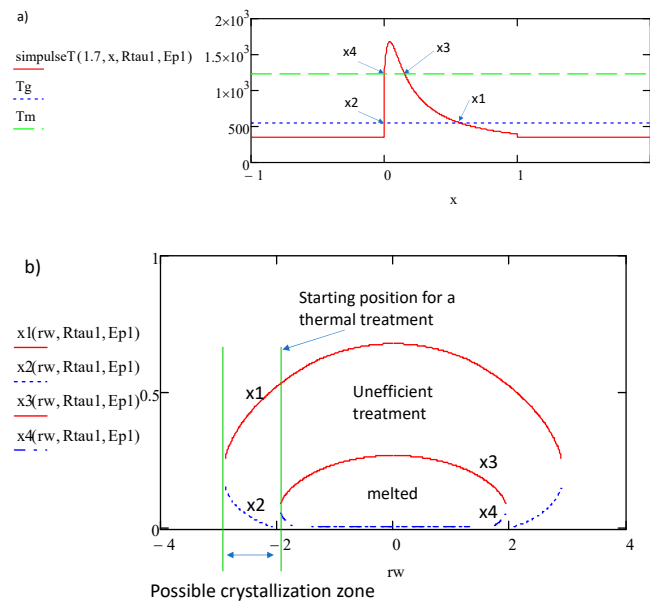 a)
simpulseT(1.7, x, Rtau1, Ep1)
Tg
Tm
2×10³
1.5×10³
1×10³
500
0
x4
x3
x2
x1
− 1
0
1
x
b)
x1(rw, Rtau1, Ep1)
x2(rw, Rtau1, Ep1)
x3(rw, Rtau1, Ep1)
x4(rw, Rtau1, Ep1)
1
0.5
0
Starting position for a
thermal treatment
x1
Unefficient
treatment
x3
melted
x2
x4
− 4
− 2
0
2
4
rw
Possible crystallization zone